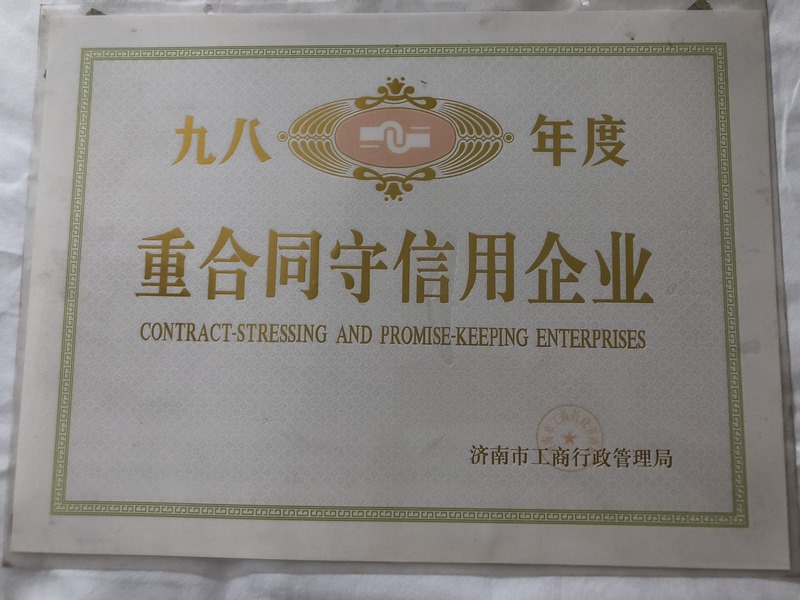 九八 年度
重合同守信用企业
CONTRACT-STRESSING AND PROMISE-KEEPING ENTERPRISES
济南市工商行政管理局